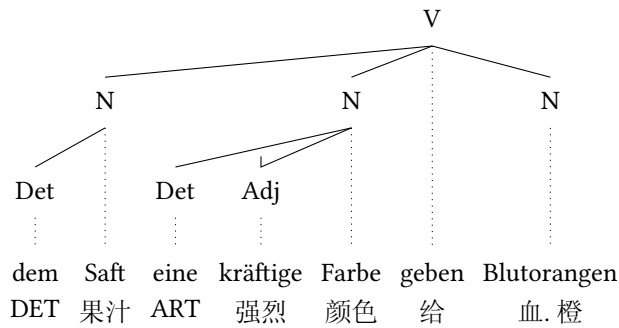 V
N N N
Det Det Adj
dem Saft eine kräftige Farbe geben Blutorangen
DET 果汁 ART 强烈 颜色 给 血. 橙